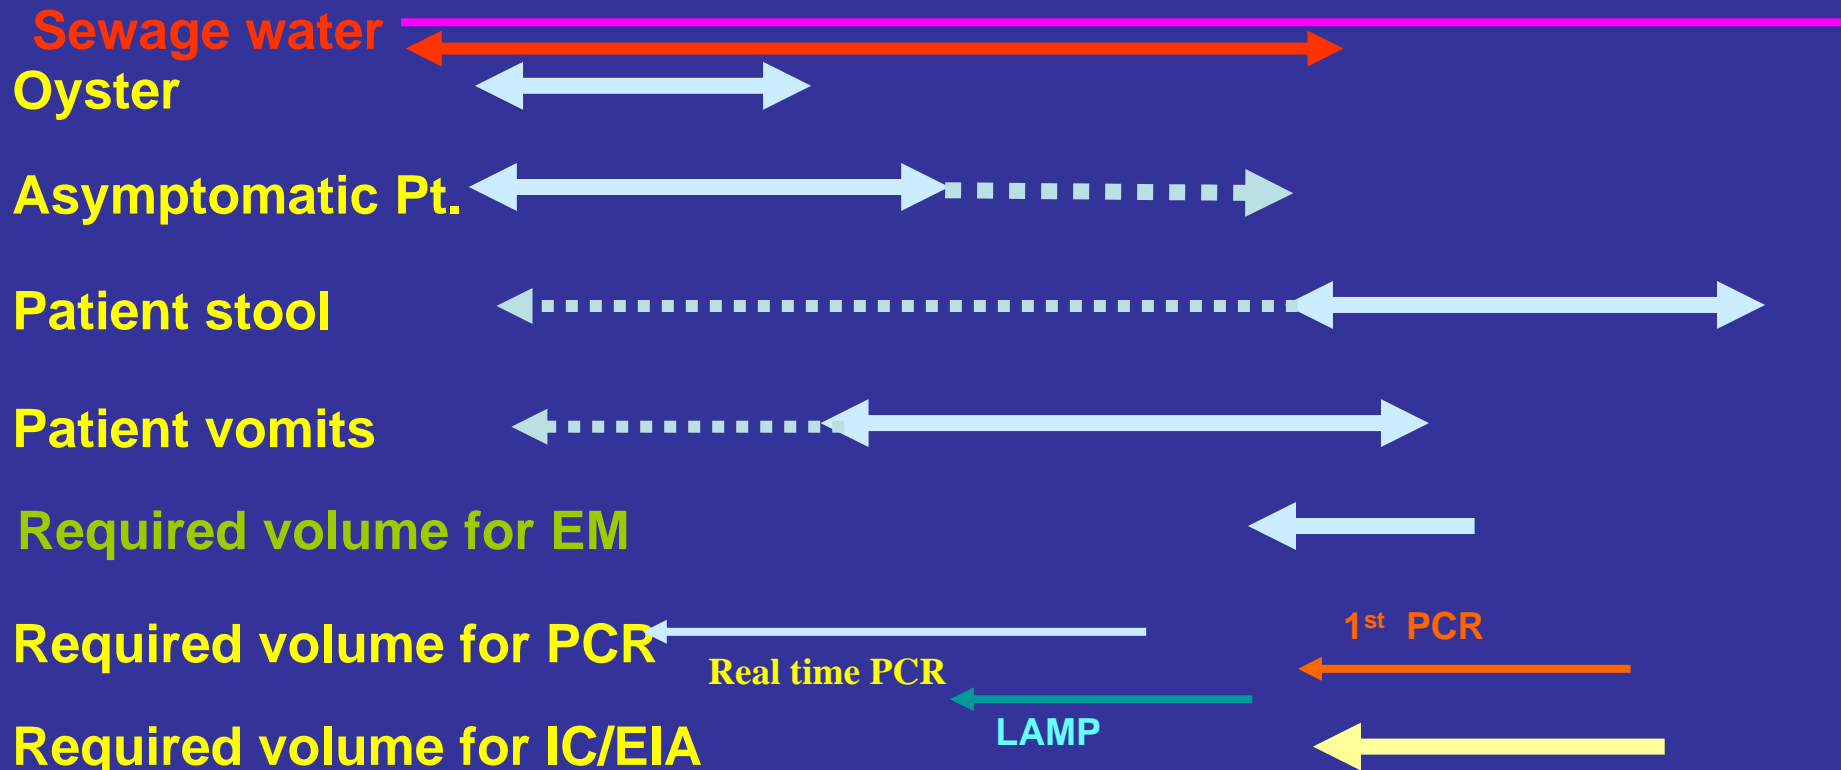 Sewage water
Oyster
Asymptomatic Pt.
Patient stool
Patient vomits
Required volume for EM
1st PCR
Required volume for PCR
Real time PCR
LAMP
Required volume for IC/EIA